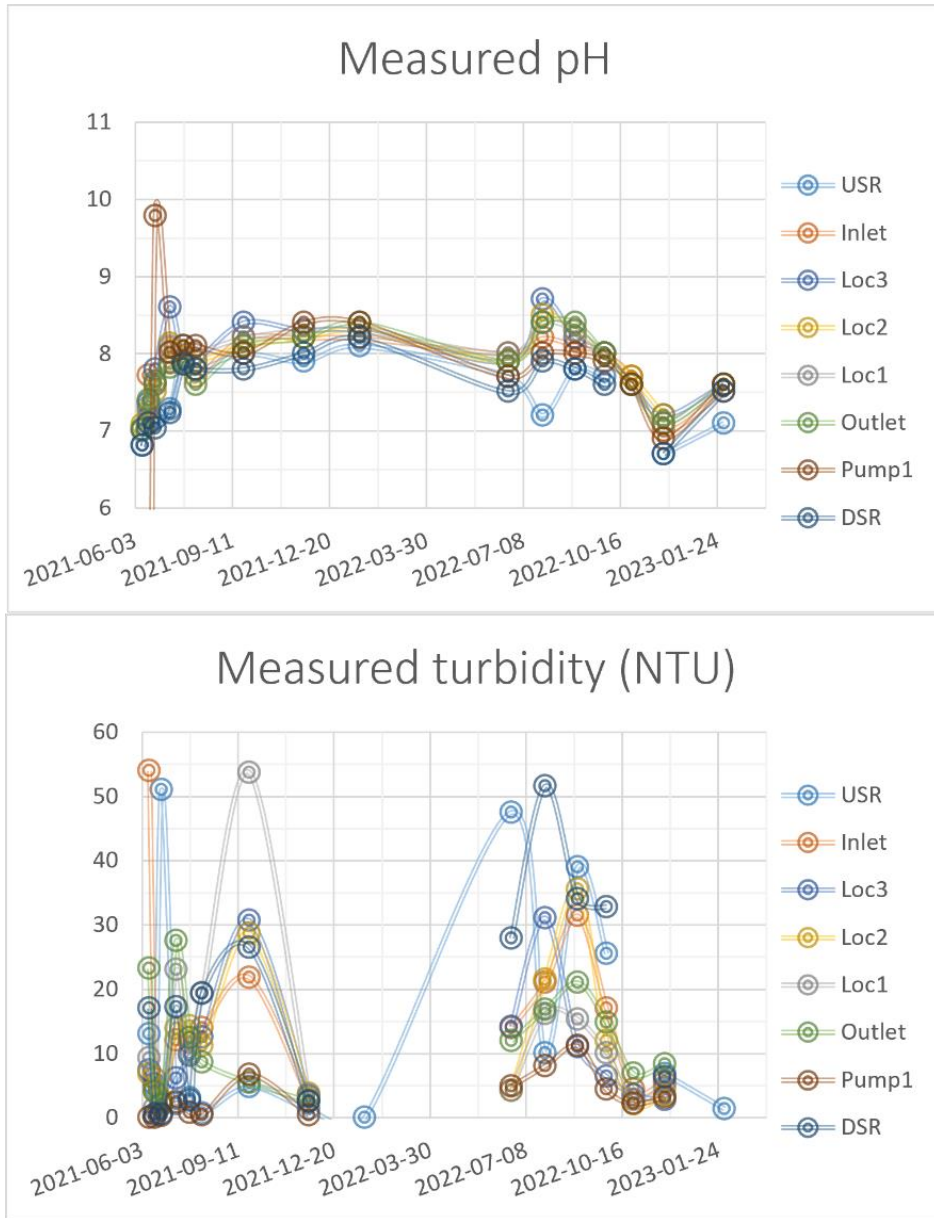 Measured pH
11
10
9
8
7
6
2021-06-03
2021-09-11
2021-12-20
2022-03-30
2022-07-08
2022-10-16
2023-01-24
USR
Inlet
Loc3
Loc2
Loc1
Outlet
Pump1
DSR
Measured turbidity (NTU)
60
50
40
30
20
10
0
2021-06-03
2021-09-11
2021-12-20
2022-03-30
2022-07-08
2022-10-16
2023-01-24
USR
Inlet
Loc3
Loc2
Loc1
Outlet
Pump1
DSR